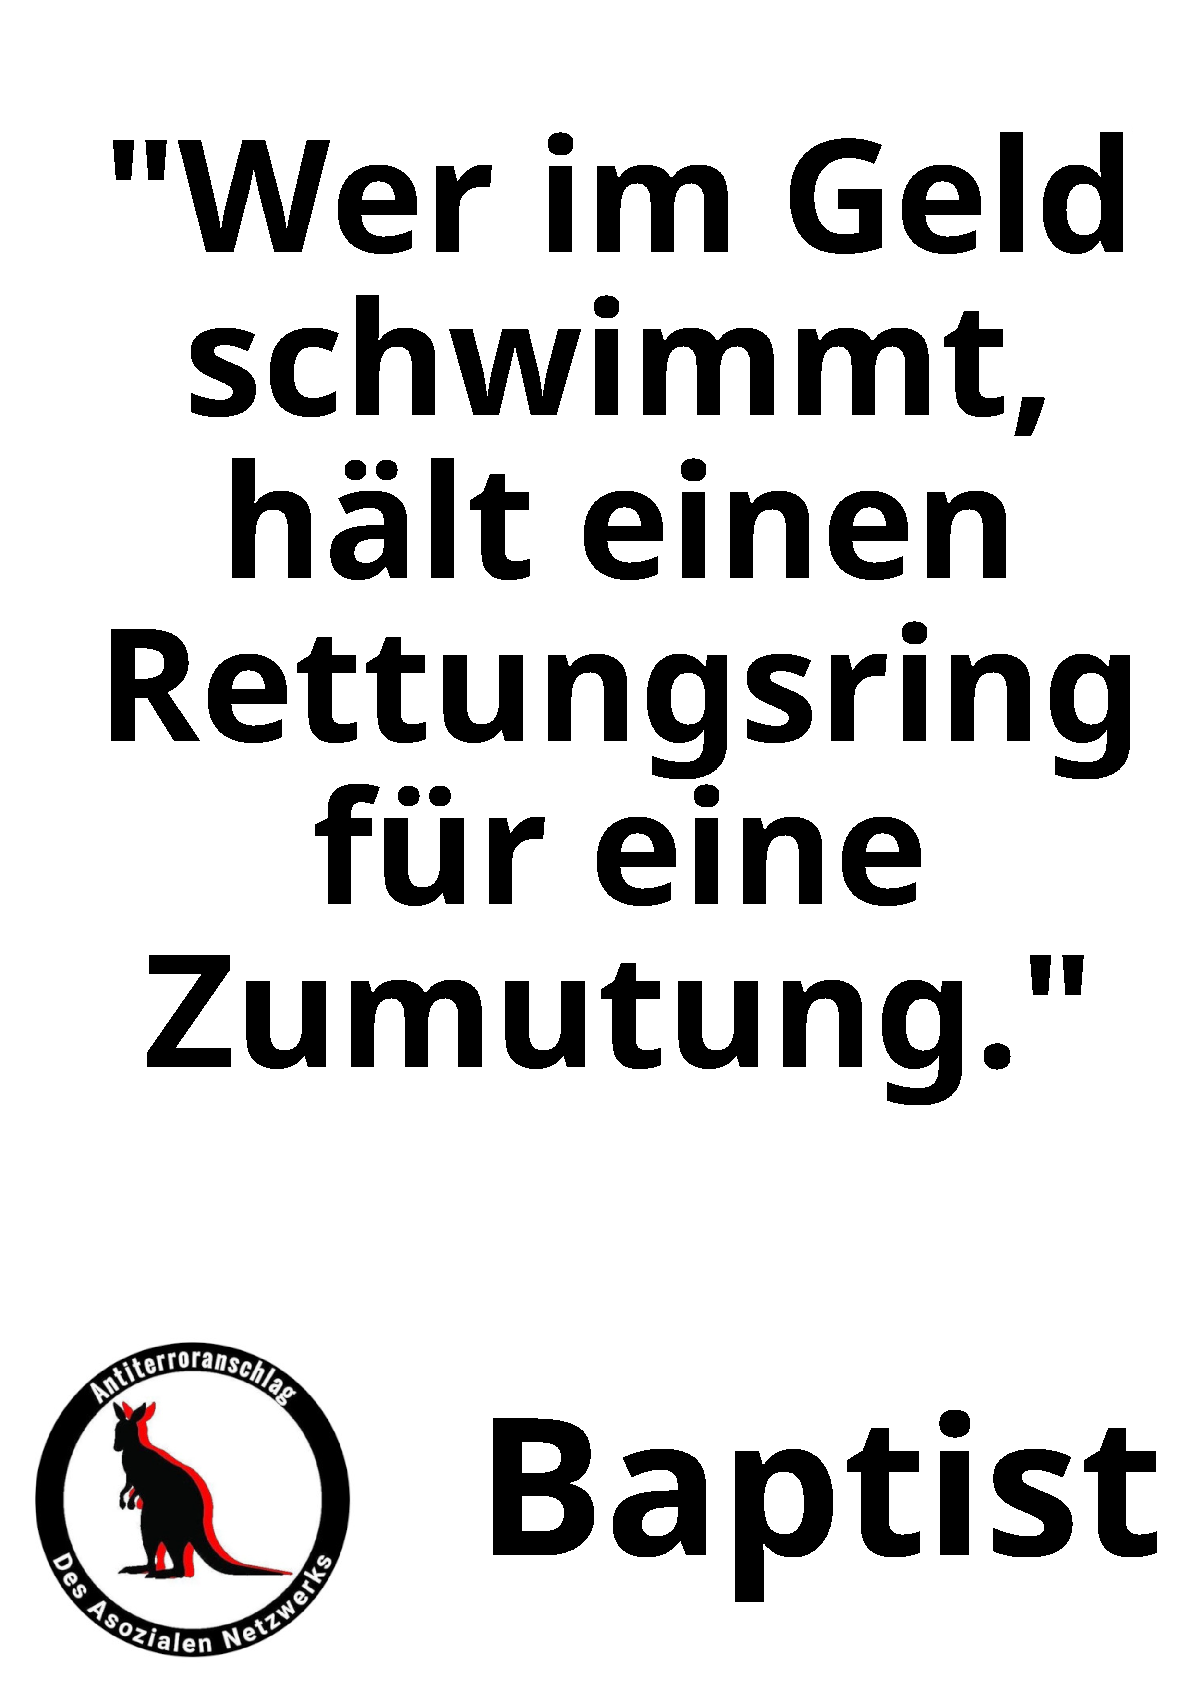 "Wer im Geld
schwimmt,
hält einen
Rettungsring
für eine
Zumutung."
Antiterroranschlag
Des Asozialen Netzwerks
Baptist